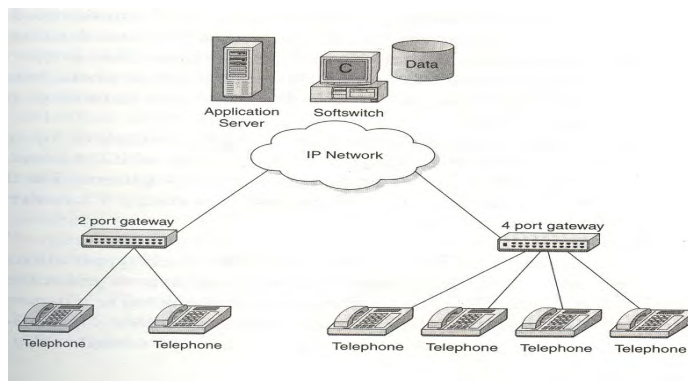 Data
C
Application
Server
Softswitch
IP Network
2 port gateway
4 port gateway
Telephone
Telephone
Telephone
Telephone
Telephone
Telephone